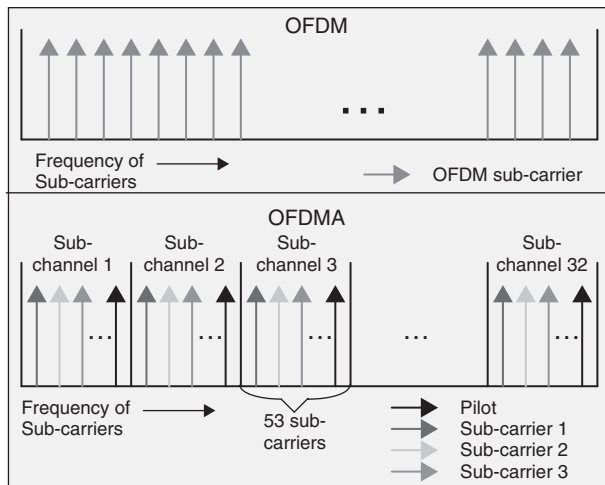 OFDM
...
Frequency of
Sub-carriers
OFDM sub-carrier
OFDMA
Sub-
channel 1
Sub-
channel 2
Sub-
channel 3
Sub-
channel 32
...
...
...
...
...
Frequency of
Sub-carriers
53 sub-
carriers
Pilot
Sub-carrier 1
Sub-carrier 2
Sub-carrier 3